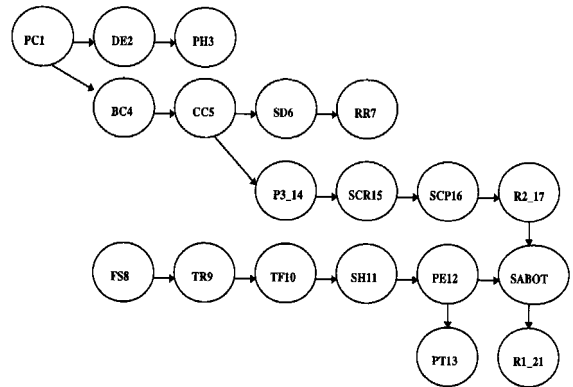 PC1 DE2 PH3
BC4 CC5 SD6 RR7
P3_14 SCR15 SCP16 R2_17
FS8 TR9 TF10 SH11 PE12 SABOT
PT13 R1_21